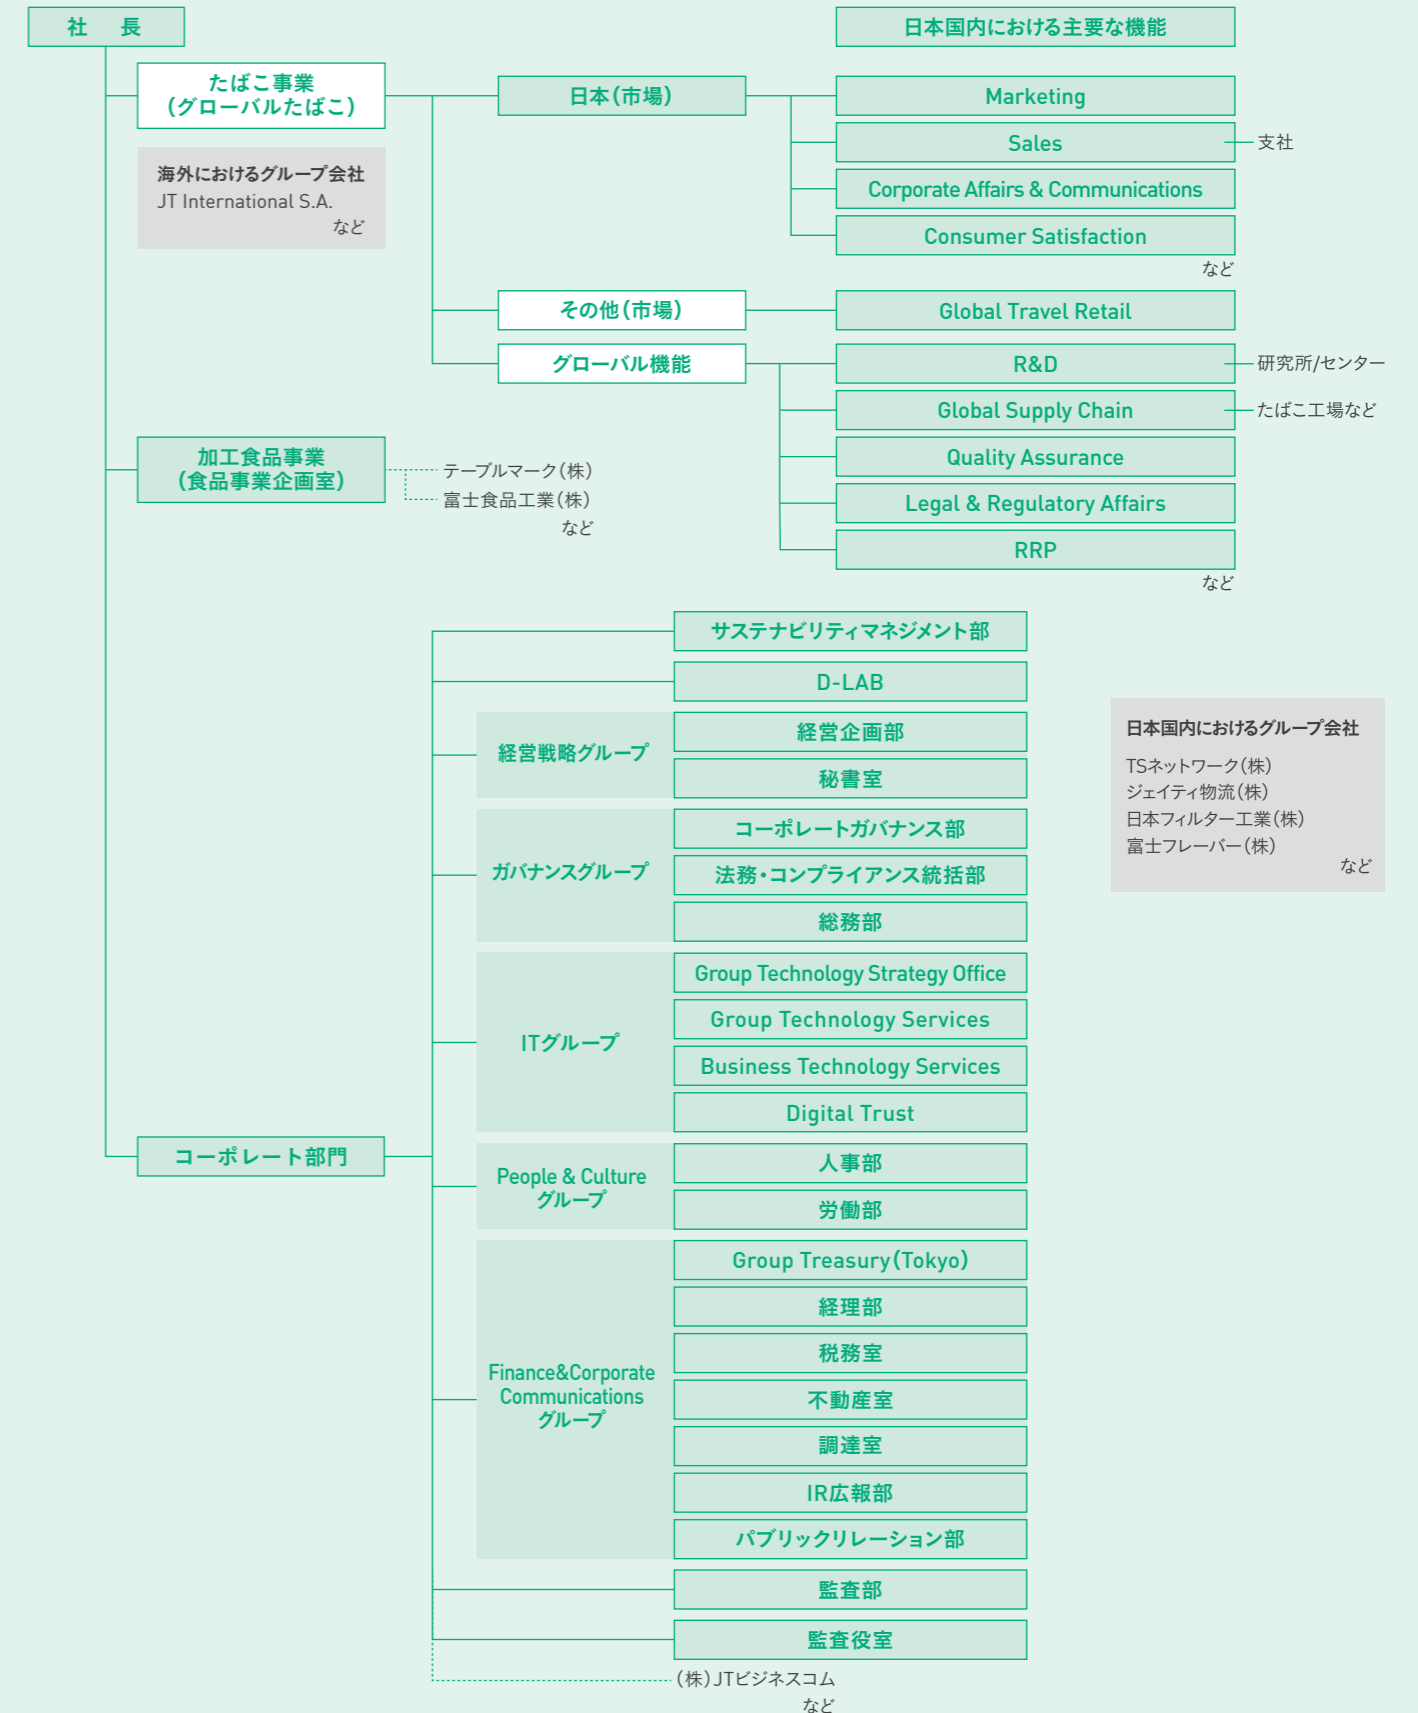 社　長
日本国内における主要な機能
たばこ事業
（グローバルたばこ）
日本（市場）
Marketing
Sales
支社
Corporate Affairs & Communications
Consumer Satisfaction
など
海外におけるグループ会社
JT International S.A.
など
その他（市場）
Global Travel Retail
グローバル機能
R&D
研究所/センター
Global Supply Chain
たばこ工場など
Quality Assurance
Legal & Regulatory Affairs
RRP
など
加工食品事業
（食品事業企画室）
テーブルマーク（株）
富士食品工業（株）
など
コーポレート部門
サステナビリティマネジメント部
D-LAB
経営戦略グループ
経営企画部
秘書室
ガバナンスグループ
コーポレートガバナンス部
法務・コンプライアンス統括部
総務部
ITグループ
Group Technology Strategy Office
Group Technology Services
Business Technology Services
Digital Trust
People & Culture
グループ
人事部
労働部
Finance&Corporate
Communications
グループ
Group Treasury（Tokyo）
経理部
税務室
不動産室
調達室
IR広報部
パブリックリレーション部
監査部
監査役室
（株）JTビジネスコム
など
日本国内におけるグループ会社
TSネットワーク（株）
ジェイティ物流（株）
日本フィルター工業（株）
富士フレーバー（株）
など